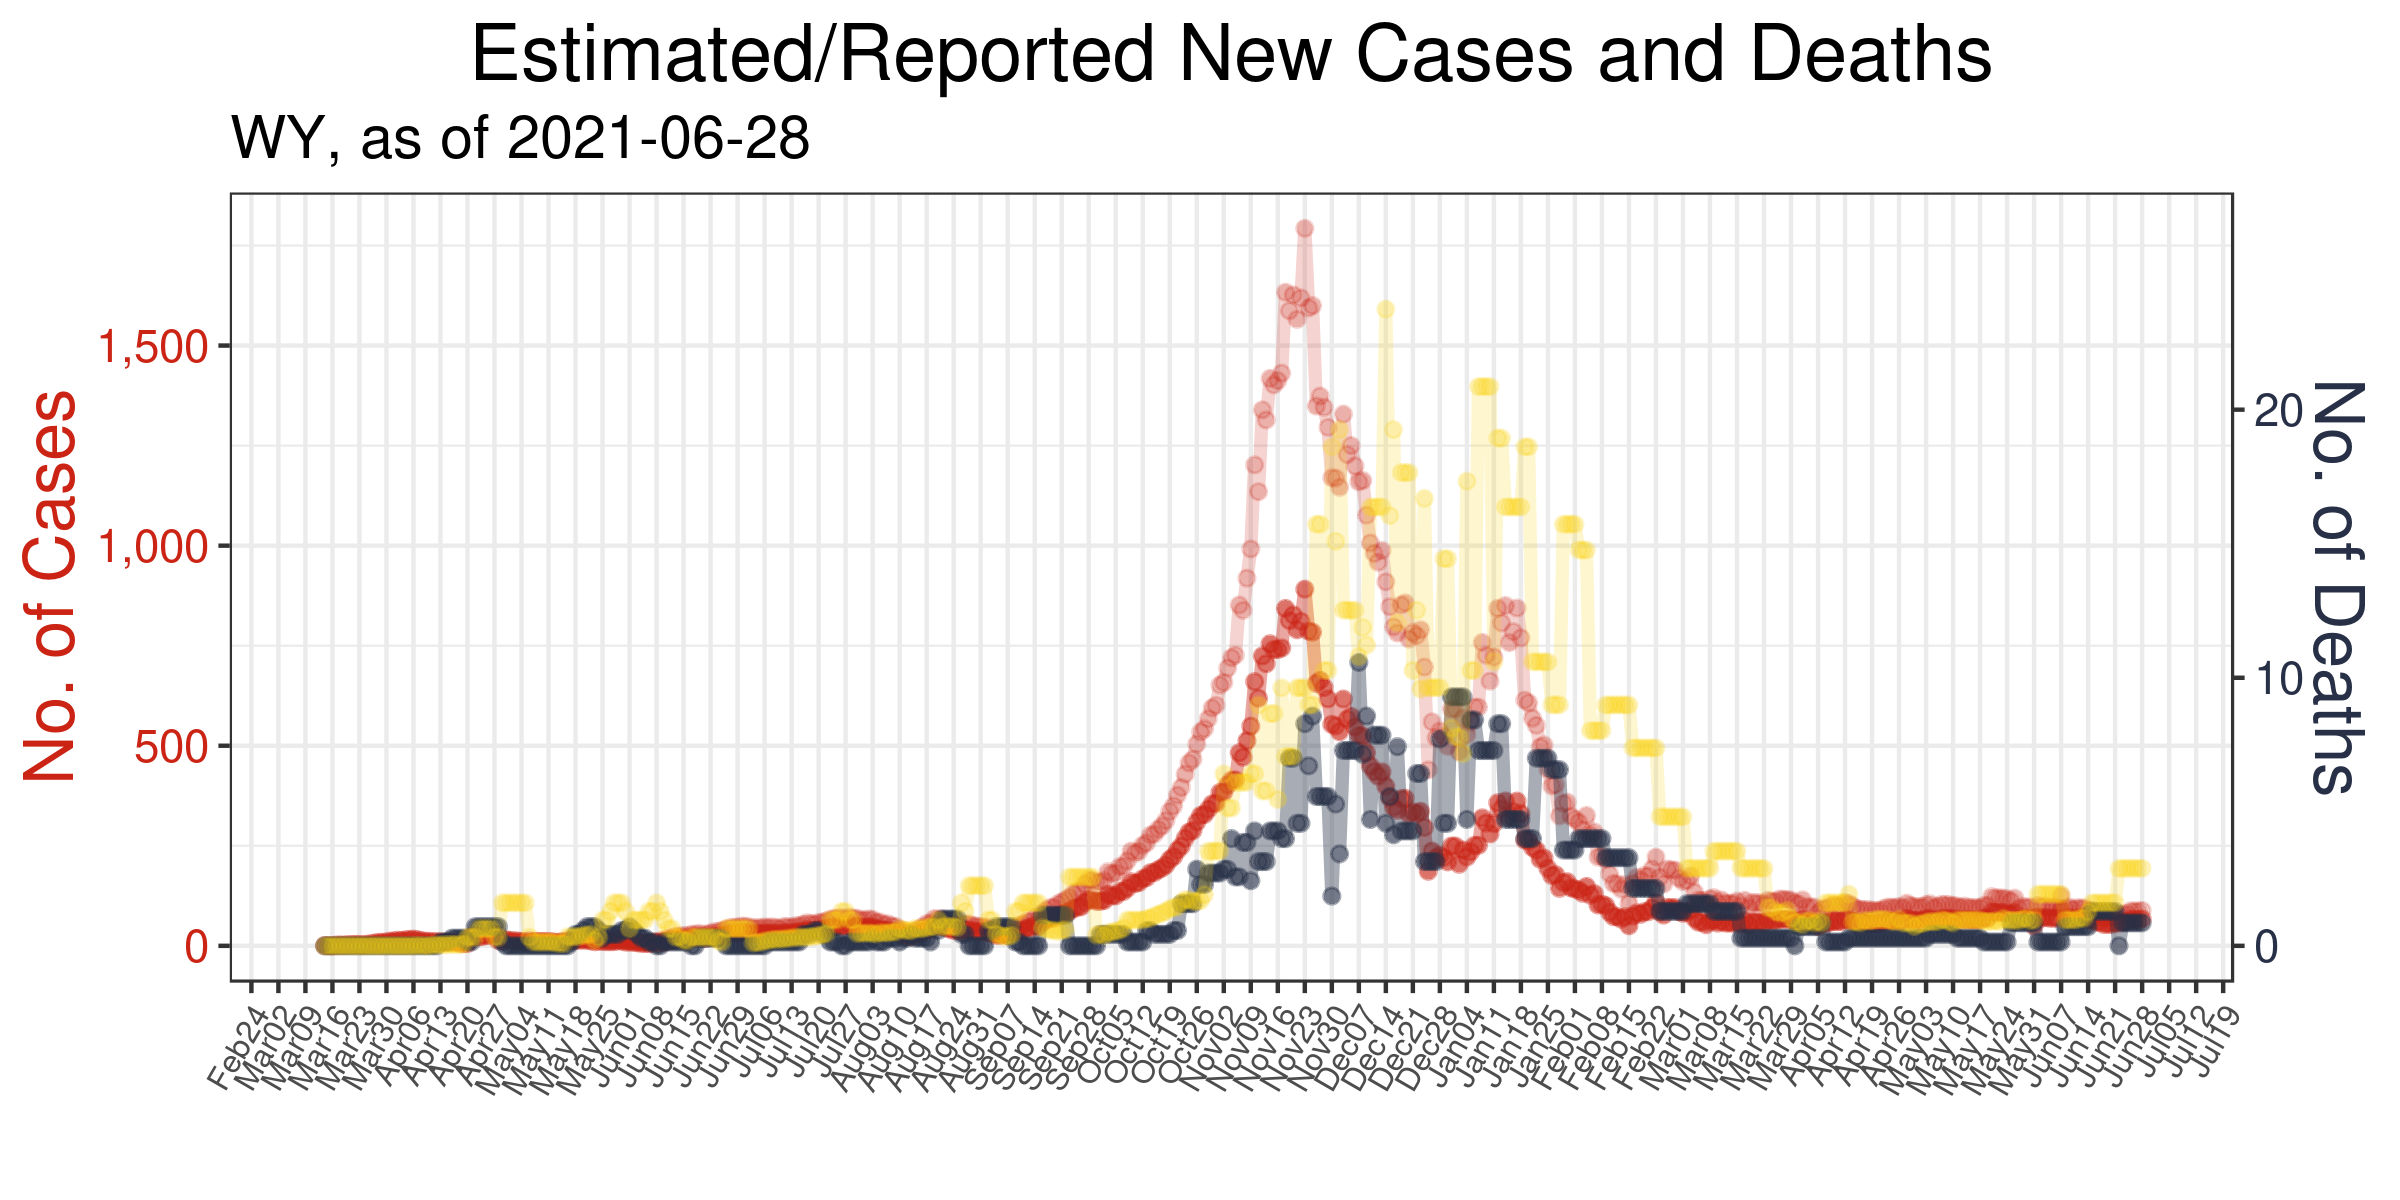 Estimated/Reported New Cases and Deaths
WY, as of 2021-06-28
No. of Cases
1,500
1,000
500
0
20
10
0
No. of Deaths
Feb24
Mar02
Mar09
Mar16
Mar23
Mar30
Apr06
Apr13
Apr20
Apr27
May04
May11
May18
May25
Jun01
Jun08
Jun15
Jun22
Jun29
Jul06
Jul13
Jul20
Jul27
Aug03
Aug10
Aug17
Aug24
Aug31
Sep07
Sep14
Sep21
Sep28
Oct05
Oct12
Oct19
Oct26
Nov02
Nov09
Nov16
Nov23
Nov30
Dec07
Dec14
Dec21
Dec28
Dec04
Jan11
Jan18
Jan25
Feb01
Feb08
Feb15
Feb22
Mar01
Mar08
Mar15
Mar22
Mar29
Apr05
Apr12
Apr19
Apr26
May03
May10
May17
May24
May31
May07
Jun14
Jun21
Jun28
Jun05
Jul12
Jul19